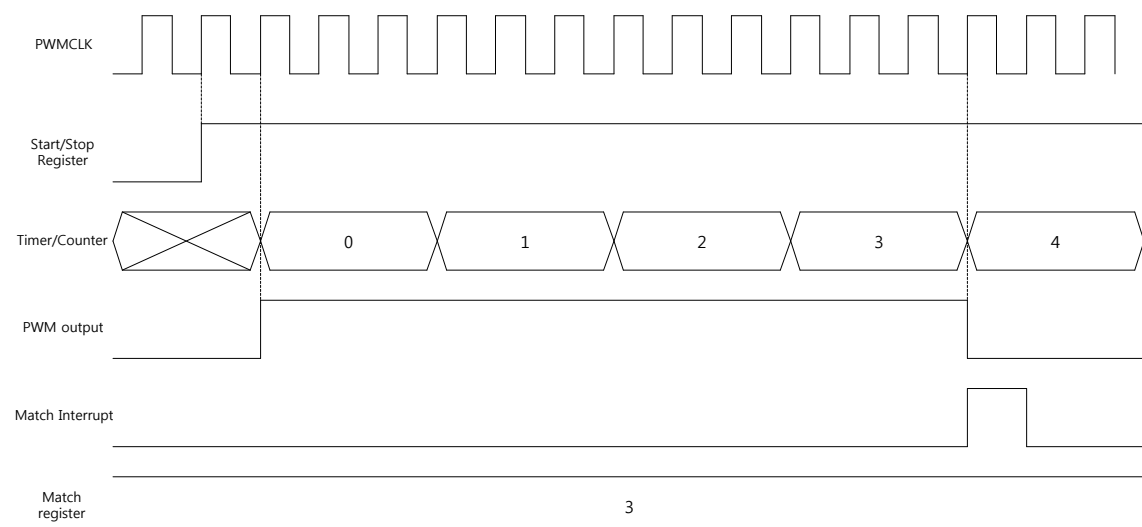 PWMCLK
Start/Stop
Register
Timer/Counter
0
1
2
3
4
PWM output
Match Interrupt
Match
register
3